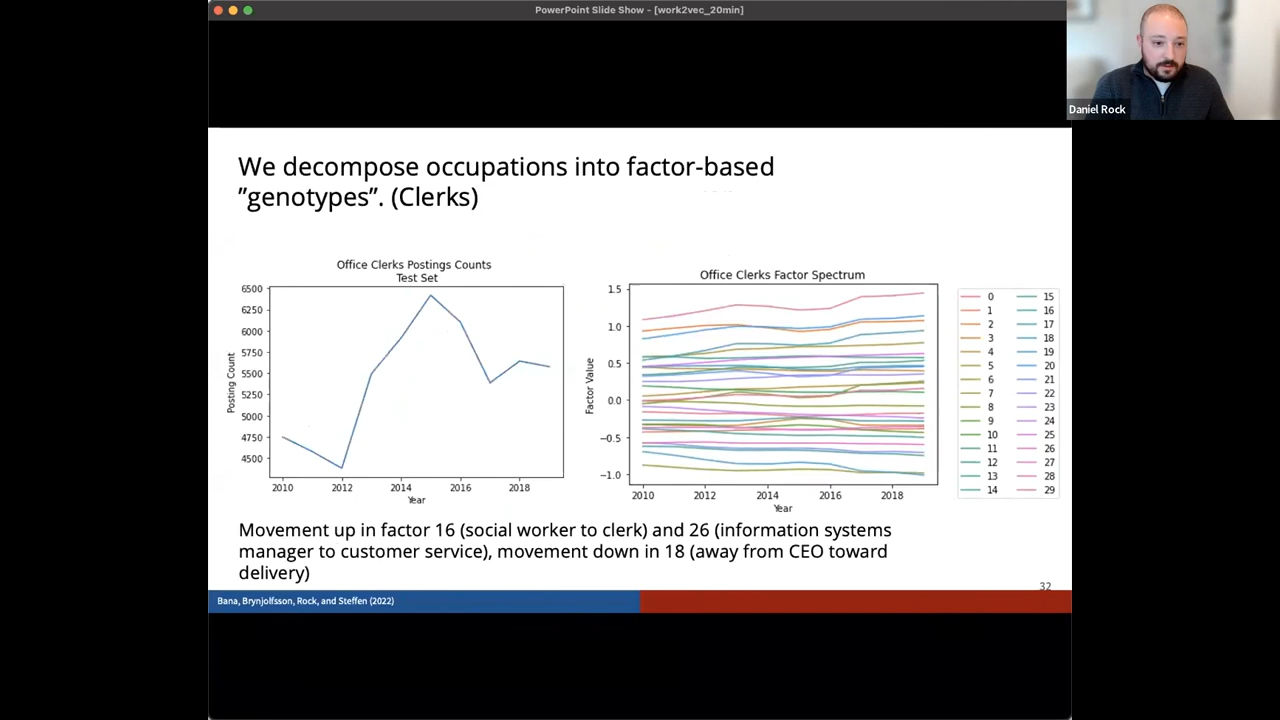 PowerPoint Slide Show - [work2vec_20min]
Daniel Rock
We decompose occupations into factor-based
”genotypes”. (Clerks)
Office Clerks Postings Counts
Test Set
6500
6250
6000
5750
5500
5250
5000
4750
4500
Posting Count
2010 2012 2014 2016 2018
Year
Office Clerks Factor Spectrum
1.5
1.0
0.5
0.0
−0.5
−1.0
Factor Value
2010 2012 2014 2016 2018
Year
0 15
1 16
2 17
3 18
4 19
5 20
6 21
7 22
8 23
9 24
10 25
11 26
12 27
13 28
14 29
Movement up in factor 16 (social worker to clerk) and 26 (information systems
manager to customer service), movement down in 18 (away from CEO toward
delivery)
32
Bana, Brynjolfsson, Rock, and Steffen (2022)